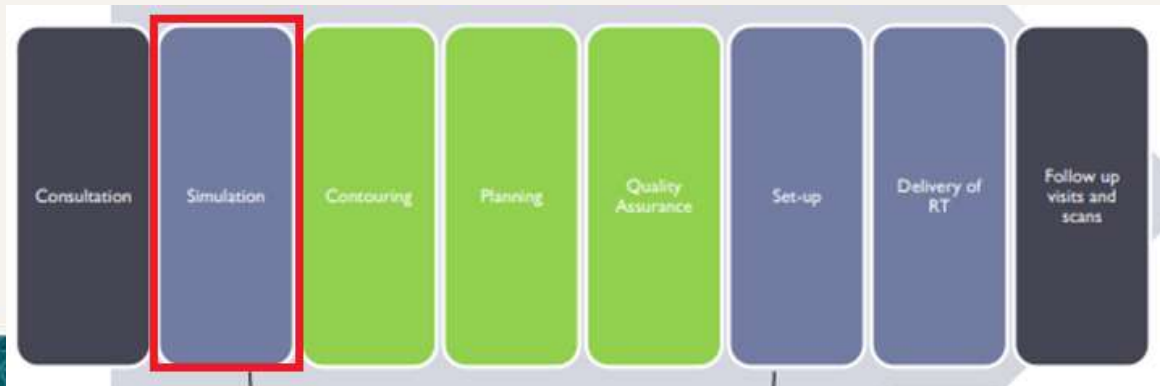 Consultation
Simulation
Contouring
Planning
Quality
Assurance
Set-up
Delivery of
RT
Follow up
visits and
scans